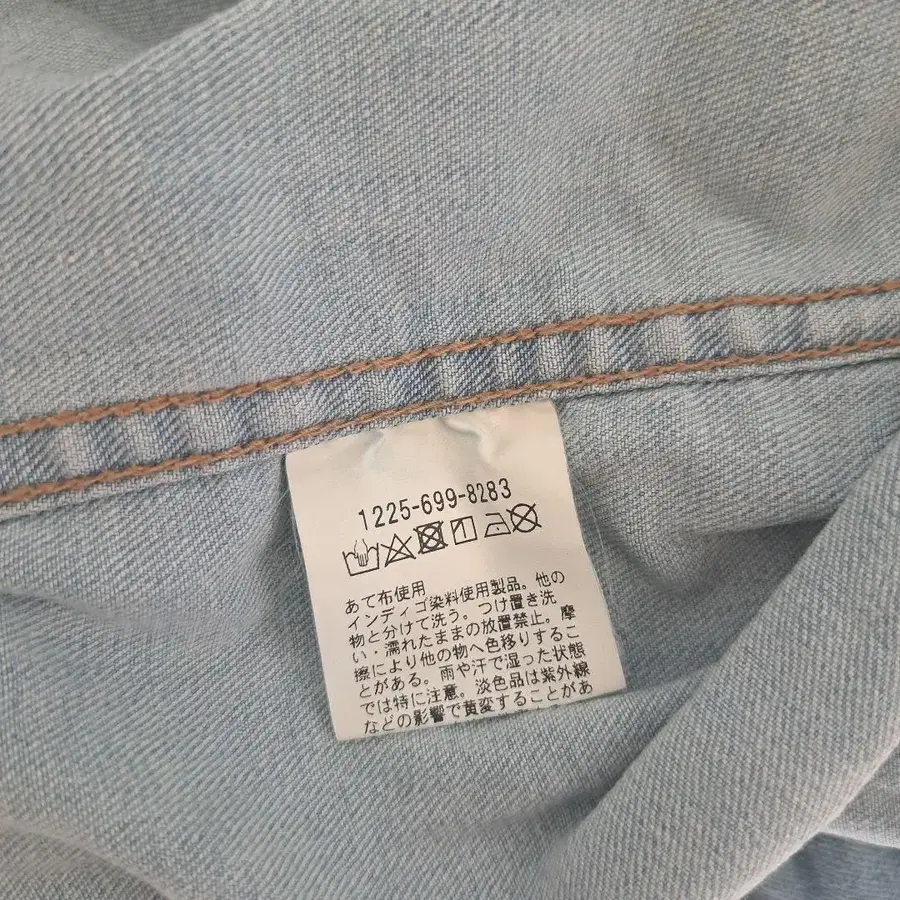 1225-699-8283
あて布使用
インディゴ染料使用製品。他の
物と分けて洗う。つけ置き洗
い・濡れたままの放置禁止。摩
擦により他の物へ色移りするこ
とがある。雨や汗で湿った状態
では特に注意。淡色品は紫外線
などの影響で黄変することがあ